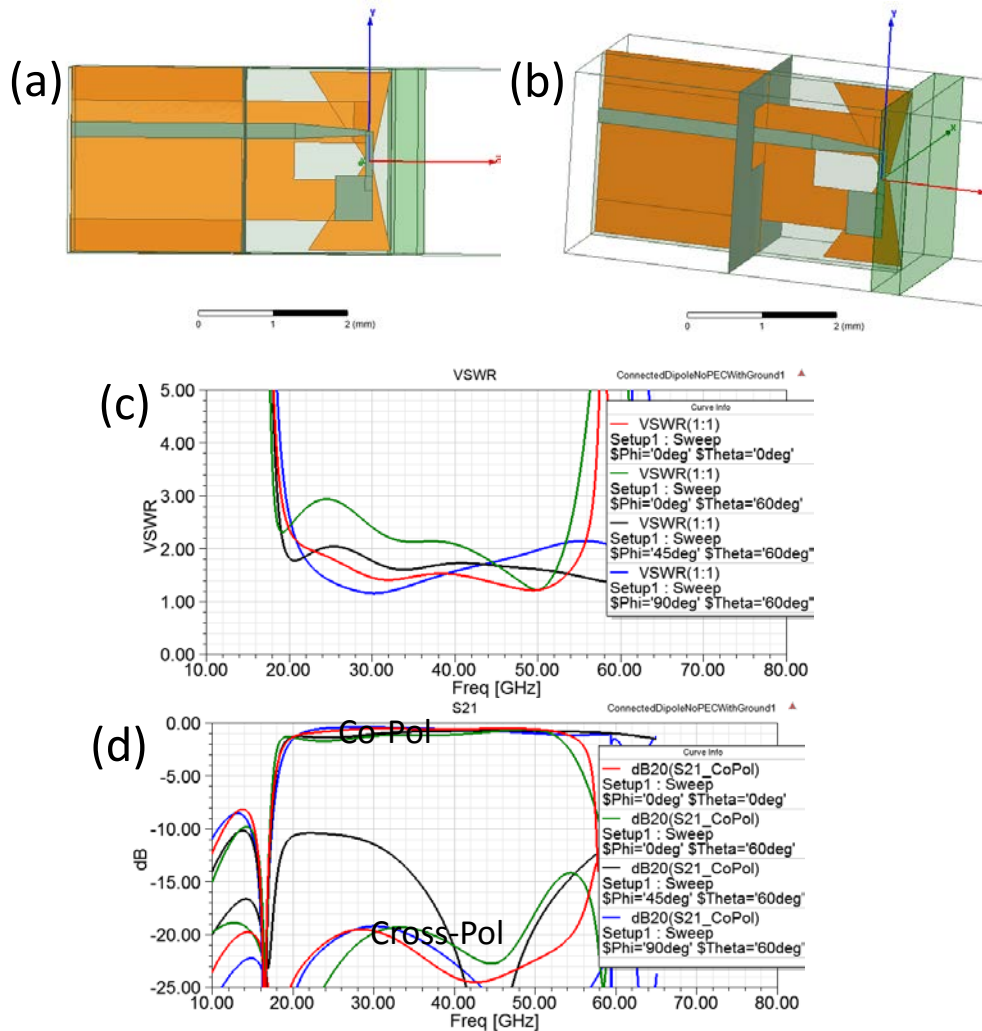 (a)
(b)
y
y
x
0 1 2 (mm)
0 1 2 (mm)
(c)
VSWR
ConnectedDipoleNoPECWithGround1
5.00
4.00
3.00
2.00
1.00
0.00
VSWR
10.00 20.00 30.00 40.00 50.00 60.00 70.00 80.00
Freq [GHz]
Curve Info
VSWR(1:1)
Setup1 : Sweep
$Phi='0deg' $Theta='0deg'
VSWR(1:1)
Setup1 : Sweep
$Phi='0deg' $Theta='60deg'
VSWR(1:1)
Setup1 : Sweep
$Phi='45deg' $Theta='60deg'
VSWR(1:1)
Setup1 : Sweep
$Phi='90deg' $Theta='60deg'
(d)
S21
ConnectedDipoleNoPECWithGround1
0.00
-5.00
-10.00
-15.00
-20.00
-25.00
dB
Co-Pol
Cross-Pol
10.00 20.00 30.00 40.00 50.00 60.00 70.00 80.00
Freq [GHz]
Curve Info
dB20(S21_CoPol)
Setup1 : Sweep
$Phi='0deg' $Theta='0deg'
dB20(S21_CoPol)
Setup1 : Sweep
$Phi='0deg' $Theta='60deg'
dB20(S21_CoPol)
Setup1 : Sweep
$Phi='45deg' $Theta='60deg'
dB20(S21_CoPol)
Setup1 : Sweep
$Phi='90deg' $Theta='60deg'